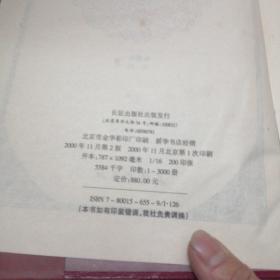 长征出版社出版发行
北京市金华彩印厂印刷 新华书店经销
2000年11月第2版 2000年11月北京第1次印刷
开本:787×1092毫米 1/16 200印张
5584千字 印数:1-3000册
定价:880.00元
ISBN 7-80015-655-9/I·126
(本书如有印装错误,我社负责调换)